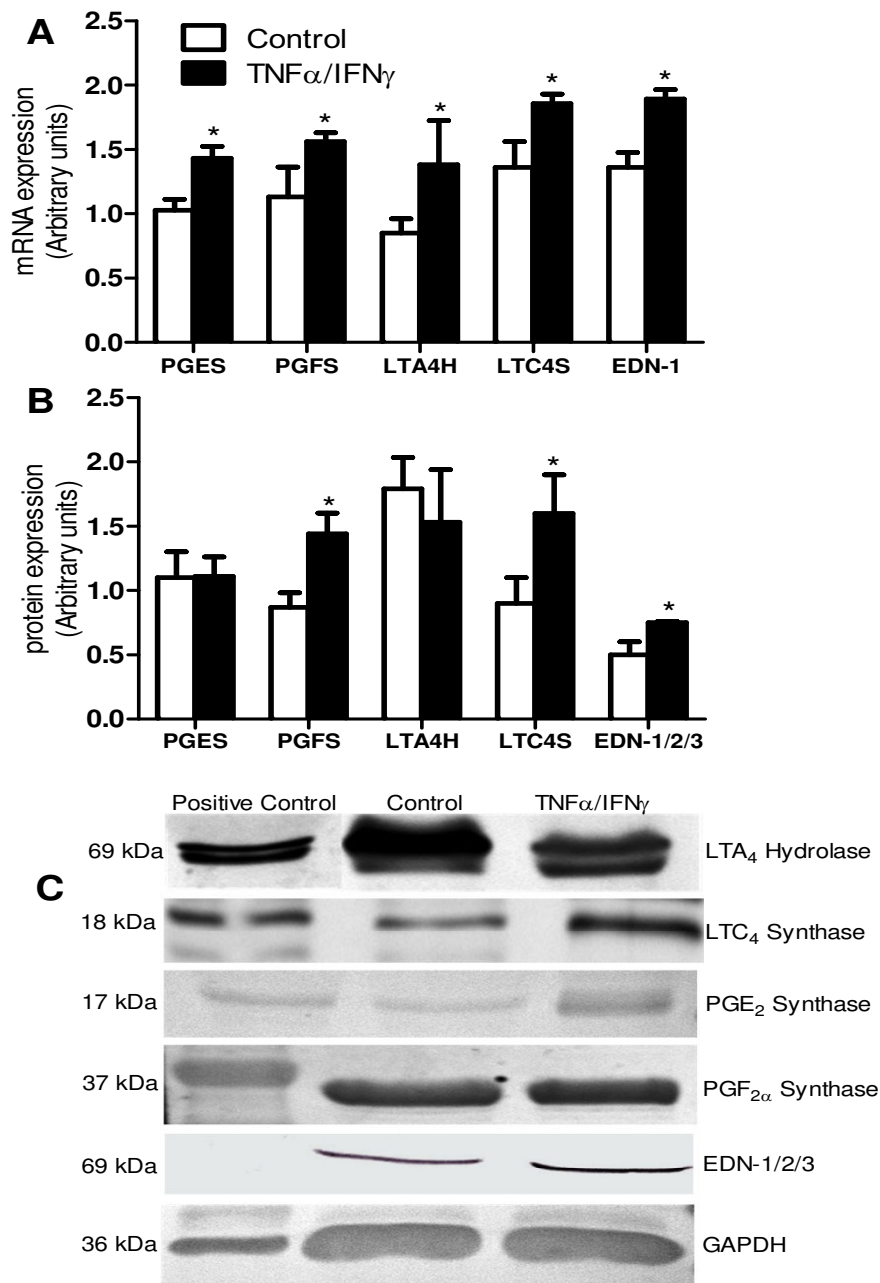 A
Control
TNFα/IFNγ
mRNA expression
(Arbitrary units)
2.5
2.0
1.5
1.0
0.5
0.0
* * * * *
PGES PGFS LTA4H LTC4S EDN-1
B
protein expression
(Arbitrary units)
2.5
2.0
1.5
1.0
0.5
0.0
* * *
PGES PGFS LTA4H LTC4S EDN-1/2/3
C
Positive Control Control TNFα/IFNγ
69 kDa LTA₄ Hydrolase
18 kDa LTC₄ Synthase
17 kDa PGE₂ Synthase
37 kDa PGF₂α Synthase
69 kDa EDN-1/2/3
36 kDa GAPDH